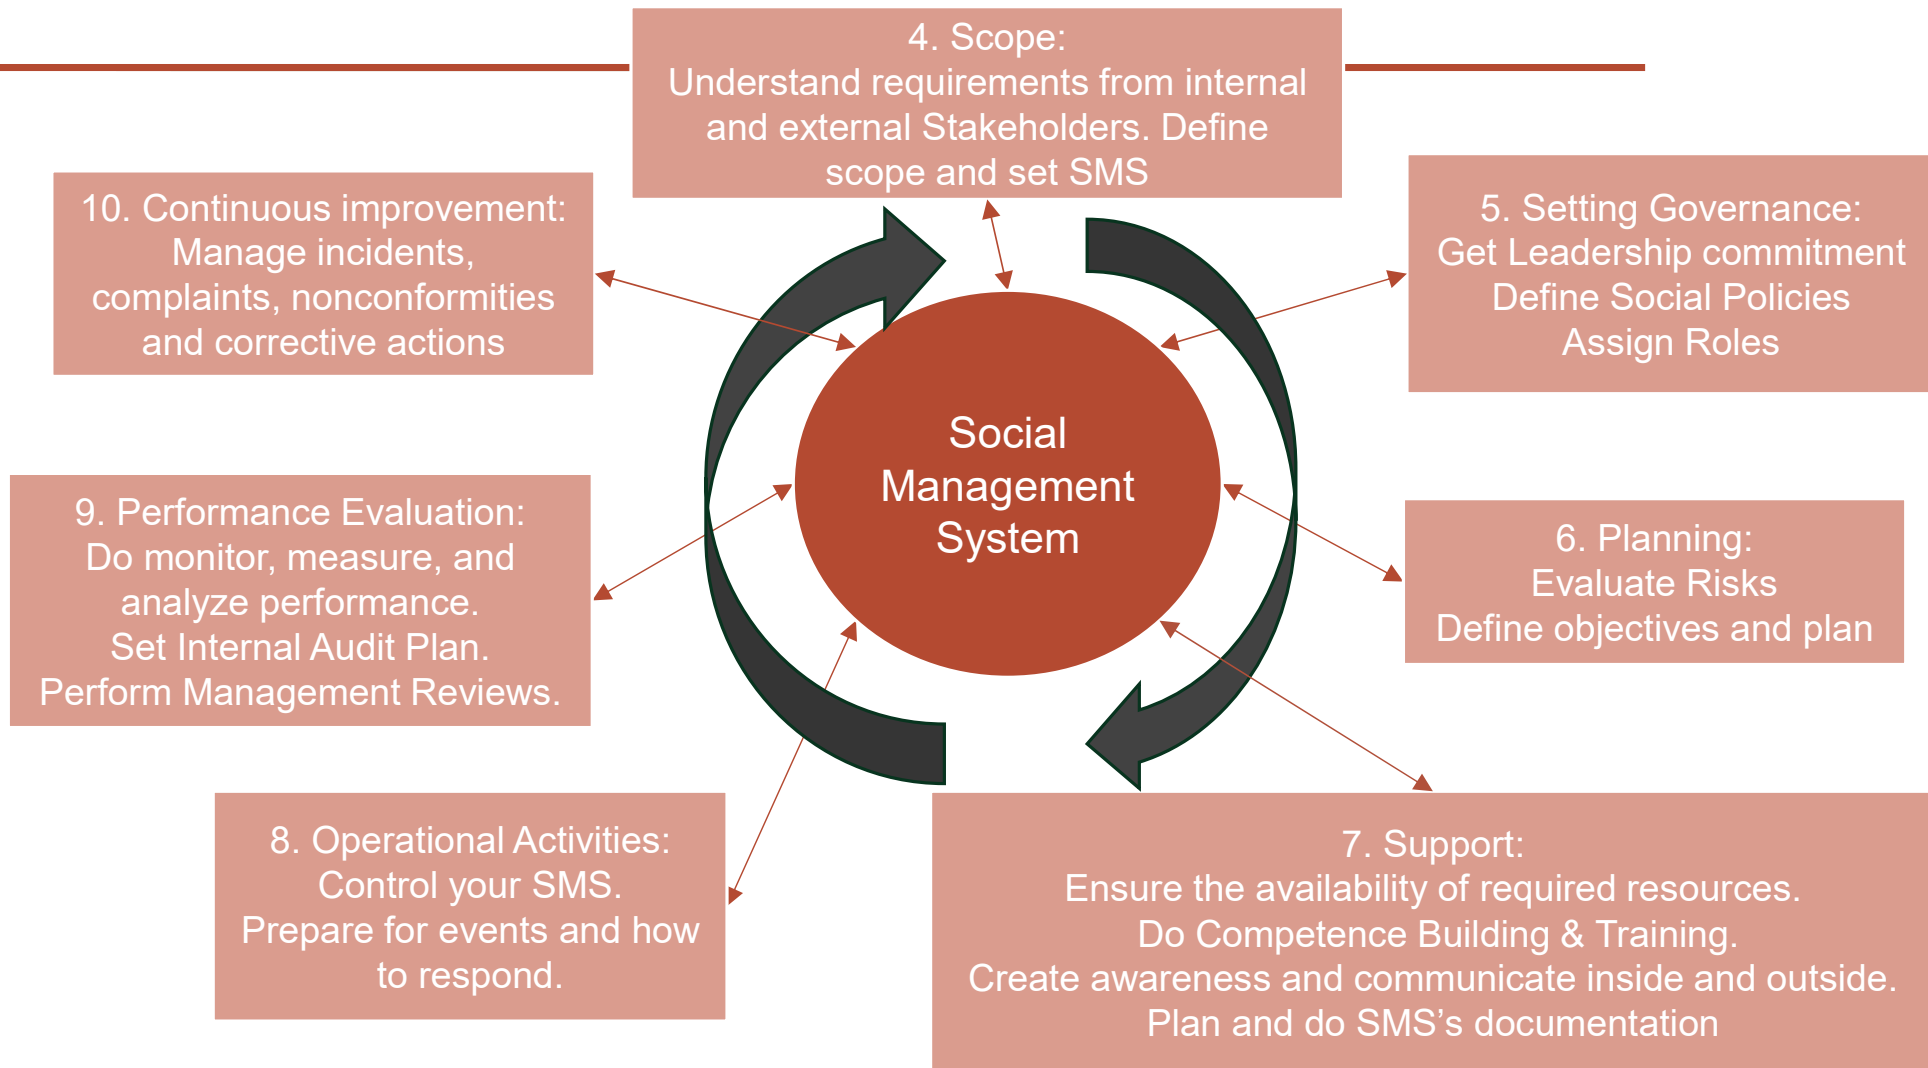 4. Scope:
Understand requirements from internal
and external Stakeholders. Define
scope and set SMS
5. Setting Governance:
Get Leadership commitment
Define Social Policies
Assign Roles
6. Planning:
Evaluate Risks
Define objectives and plan
7. Support:
Ensure the availability of required resources.
Do Competence Building & Training.
Create awareness and communicate inside and outside.
Plan and do SMS’s documentation
8. Operational Activities:
Control your SMS.
Prepare for events and how
to respond.
9. Performance Evaluation:
Do monitor, measure, and
analyze performance.
Set Internal Audit Plan.
Perform Management Reviews.
10. Continuous improvement:
Manage incidents,
complaints, nonconformities
and corrective actions
Social
Management
System